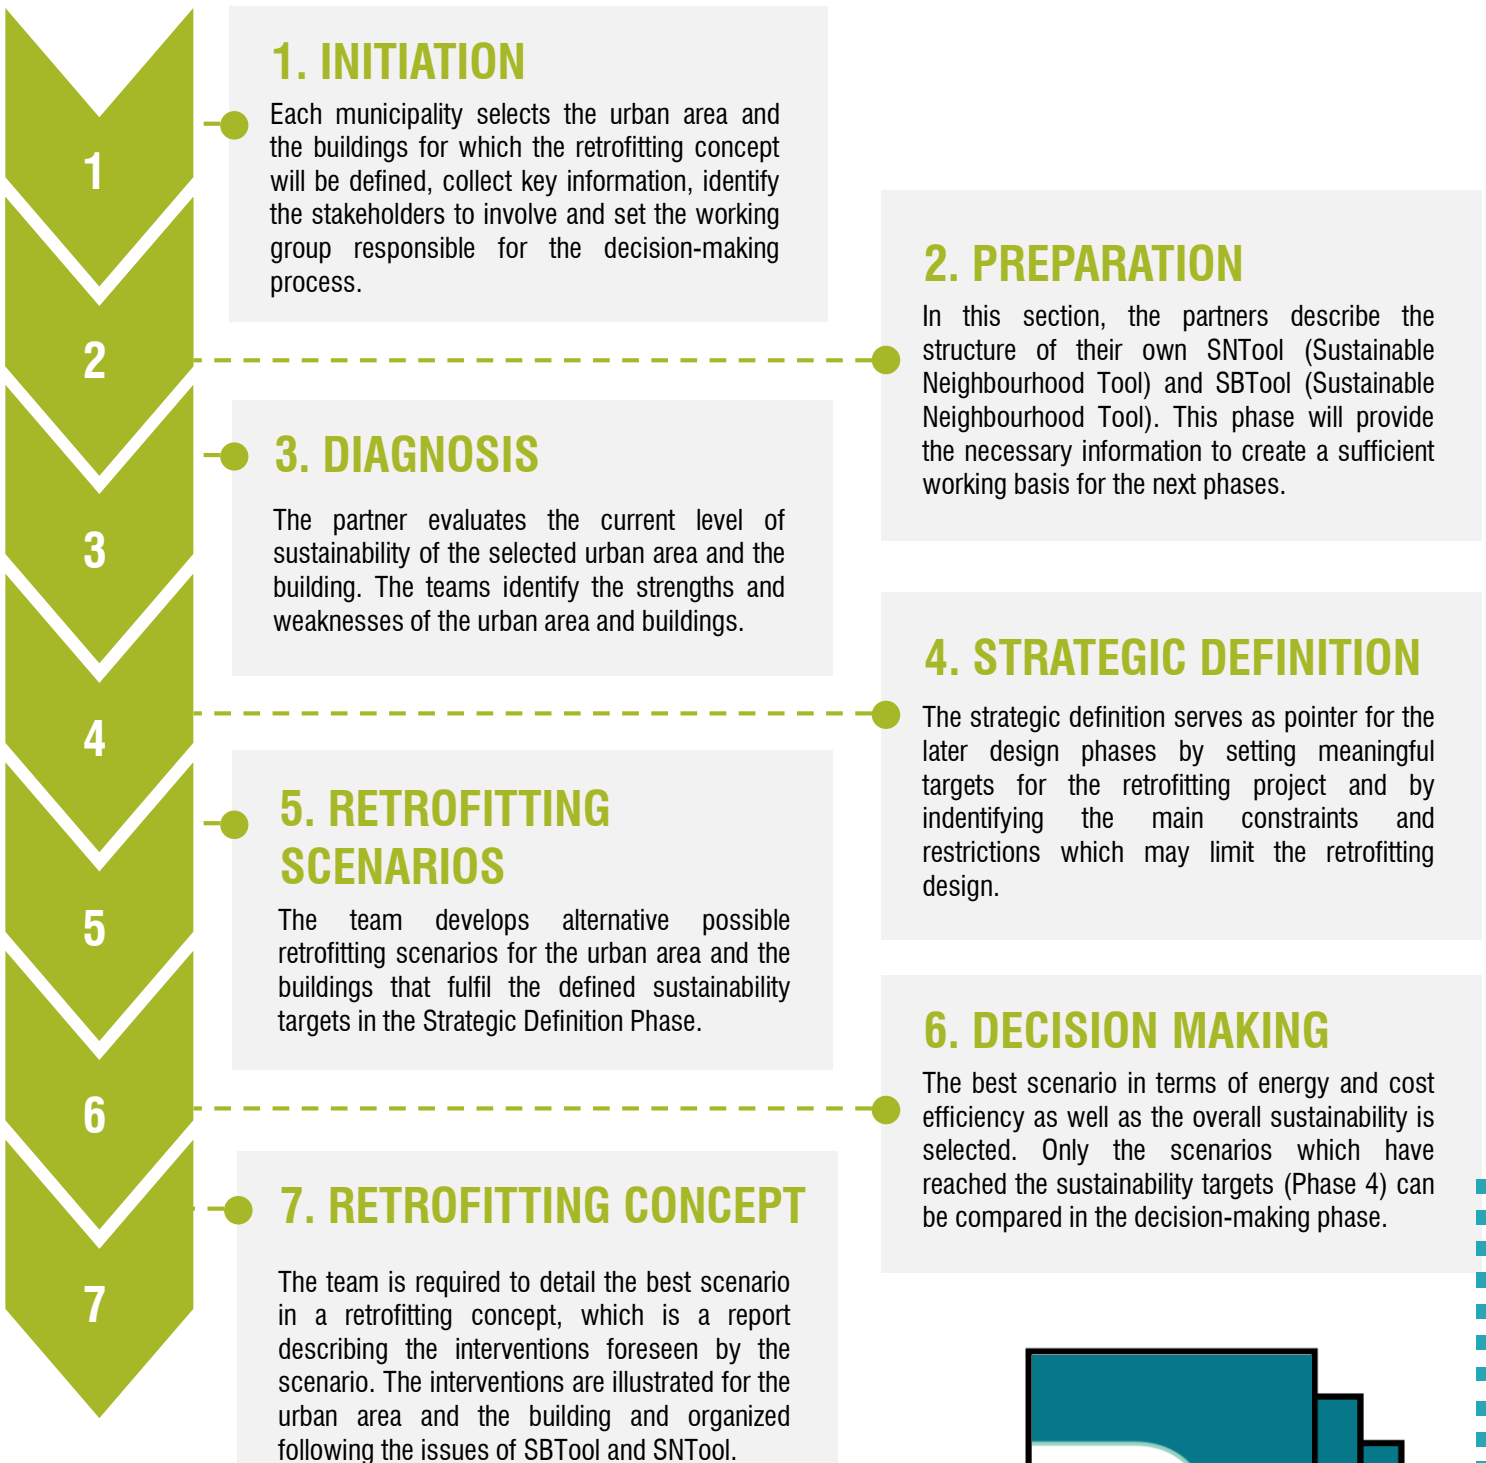 1
1. INITIATION
Each municipality selects the urban area and
the buildings for which the retrofitting concept
will be defined, collect key information, identify
the stakeholders to involve and set the working
group responsible for the decision-making
process.
2
2. PREPARATION
In this section, the partners describe the
structure of their own SNTool (Sustainable
Neighbourhood Tool) and SBTool (Sustainable
Neighbourhood Tool). This phase will provide
the necessary information to create a sufficient
working basis for the next phases.
3
3. DIAGNOSIS
The partner evaluates the current level of
sustainability of the selected urban area and the
building. The teams identify the strengths and
weaknesses of the urban area and buildings.
4
4. STRATEGIC DEFINITION
The strategic definition serves as pointer for the
later design phases by setting meaningful
targets for the retrofitting project and by
indentifying the main constraints and
restrictions which may limit the retrofitting
design.
5
5. RETROFITTING
SCENARIOS
The team develops alternative possible
retrofitting scenarios for the urban area and the
buildings that fulfil the defined sustainability
targets in the Strategic Definition Phase.
6
6. DECISION MAKING
The best scenario in terms of energy and cost
efficiency as well as the overall sustainability is
selected. Only the scenarios which have
reached the sustainability targets (Phase 4) can
be compared in the decision-making phase.
7
7. RETROFITTING CONCEPT
The team is required to detail the best scenario
in a retrofitting concept, which is a report
describing the interventions foreseen by the
scenario. The interventions are illustrated for the
urban area and the building and organized
following the issues of SBTool and SNTool.